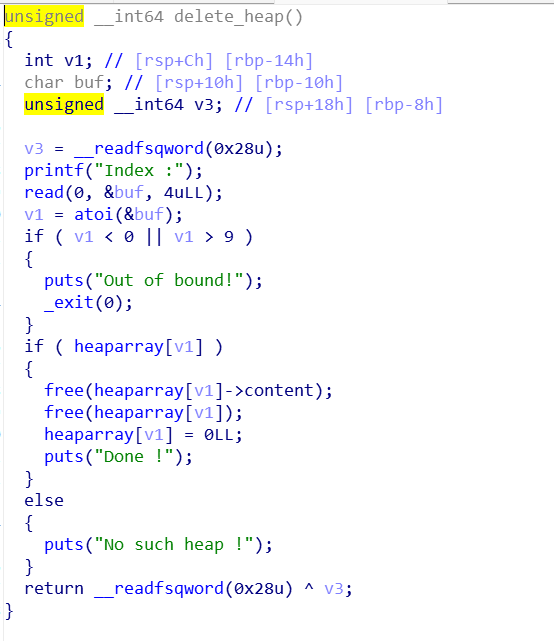 unsigned __int64 delete_heap()
{
  int v1; // [rsp+Ch] [rbp-14h]
  char buf; // [rsp+10h] [rbp-10h]
  unsigned __int64 v3; // [rsp+18h] [rbp-8h]

  v3 = __readfsqword(0x28u);
  printf("Index :");
  read(0, &buf, 4uLL);
  v1 = atoi(&buf);
  if ( v1 < 0 || v1 > 9 )
  {
    puts("Out of bound!");
    _exit(0);
  }
  if ( heaparray[v1] )
  {
    free(heaparray[v1]->content);
    free(heaparray[v1]);
    heaparray[v1] = 0LL;
    puts("Done !");
  }
  else
  {
    puts("No such heap !");
  }
  return __readfsqword(0x28u) ^ v3;
}